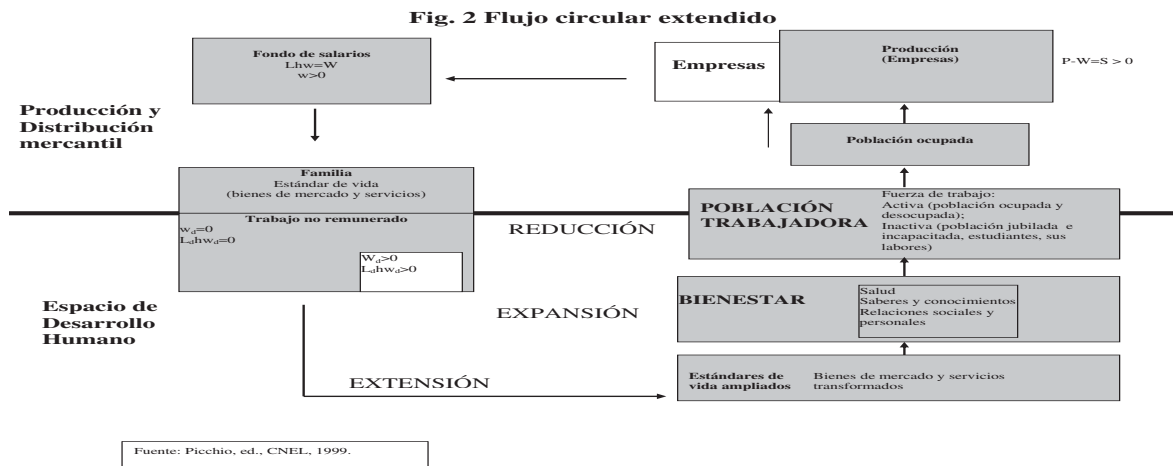 Fig. 2 Flujo circular extendido
Fondo de salarios
Lhw=W
w>0
Empresas
Producción
(Empresas)
P-W=S > 0
Producción y
Distribución
mercantil
Población ocupada
Familia
Estándar de vida
(bienes de mercado y servicios)
Trabajo no remunerado
w_d=0
L_dhw_d=0
W_d>0
L_dhw_d>0
REDUCCIÓN
POBLACIÓN
TRABAJADORA
Fuerza de trabajo:
Activa (población ocupada y
desocupada);
Inactiva (población jubilada e
incapacitada, estudiantes, sus
labores)
Espacio de
Desarrollo
Humano
EXPANSIÓN
BIENESTAR
Salud
Saberes y conocimientos
Relaciones sociales y
personales
EXTENSIÓN
Estándares de
vida ampliados
Bienes de mercado y servicios
transformados
Fuente: Picchio, ed., CNEL, 1999.